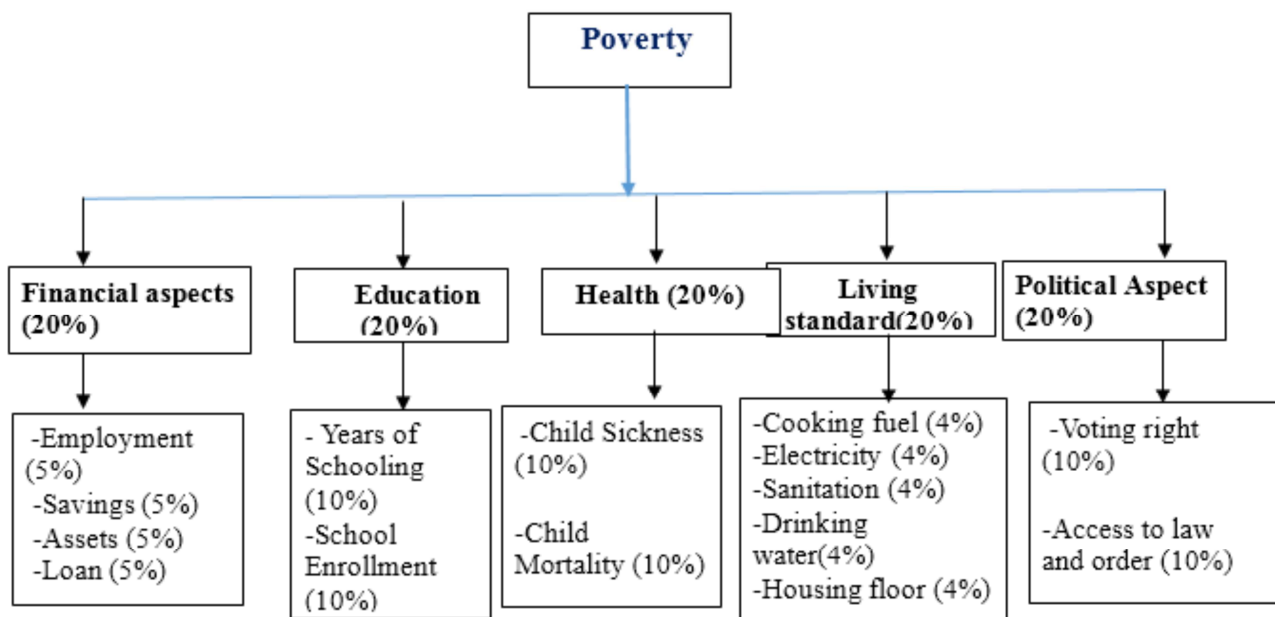 Poverty
Financial aspects
(20%)
Education
(20%)
Health (20%)
Living
standard(20%)
Political Aspect
(20%)
-Employment
(5%)
-Savings (5%)
-Assets (5%)
-Loan (5%)
- Years of
Schooling
(10%)
-School
Enrollment
(10%)
-Child Sickness
(10%)
-Child
Mortality (10%)
-Cooking fuel (4%)
-Electricity (4%)
-Sanitation (4%)
-Drinking
water(4%)
-Housing floor (4%)
-Voting right
(10%)
-Access to law
and order (10%)